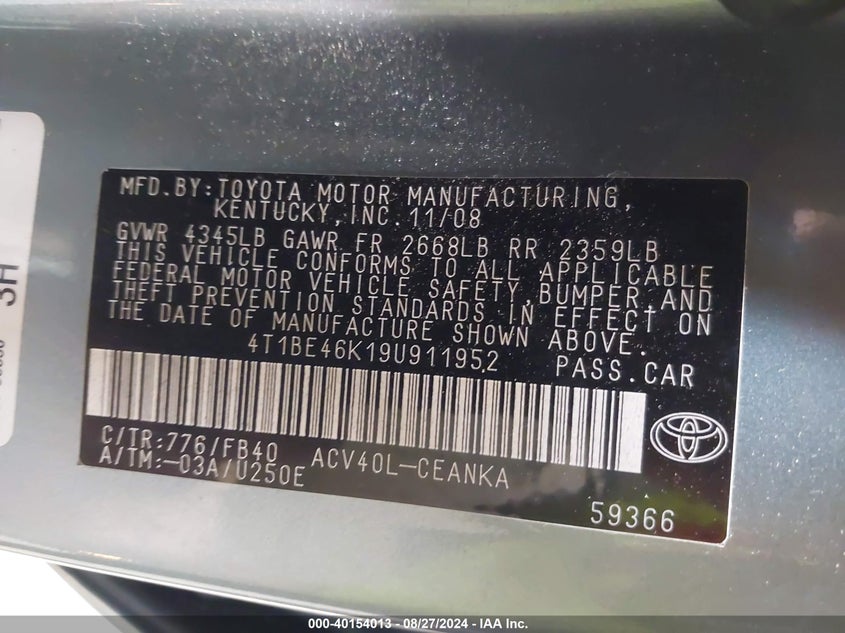 MFD.BY:TOYOTA MOTOR MANUFACTURING,
KENTUCKY,INC. 11/08
GVWR 4345LB GAWR FR 2668LB RR 2359LB
THIS VEHICLE CONFORMS TO ALL APPLICABLE
FEDERAL MOTOR VEHICLE SAFETY,BUMPER AND
THEFT PREVENTION STANDARDS IN EFFECT ON
THE DATE OF MANUFACTURE SHOWN ABOVE.
4T1BE46K19U911952 PASS.CAR
C/TR:776/FB40 ACV40L-CEANKA
A/TM:-03A/U250E
59366
3H
000-40154013 - 08/27/2024 - IAA Inc.